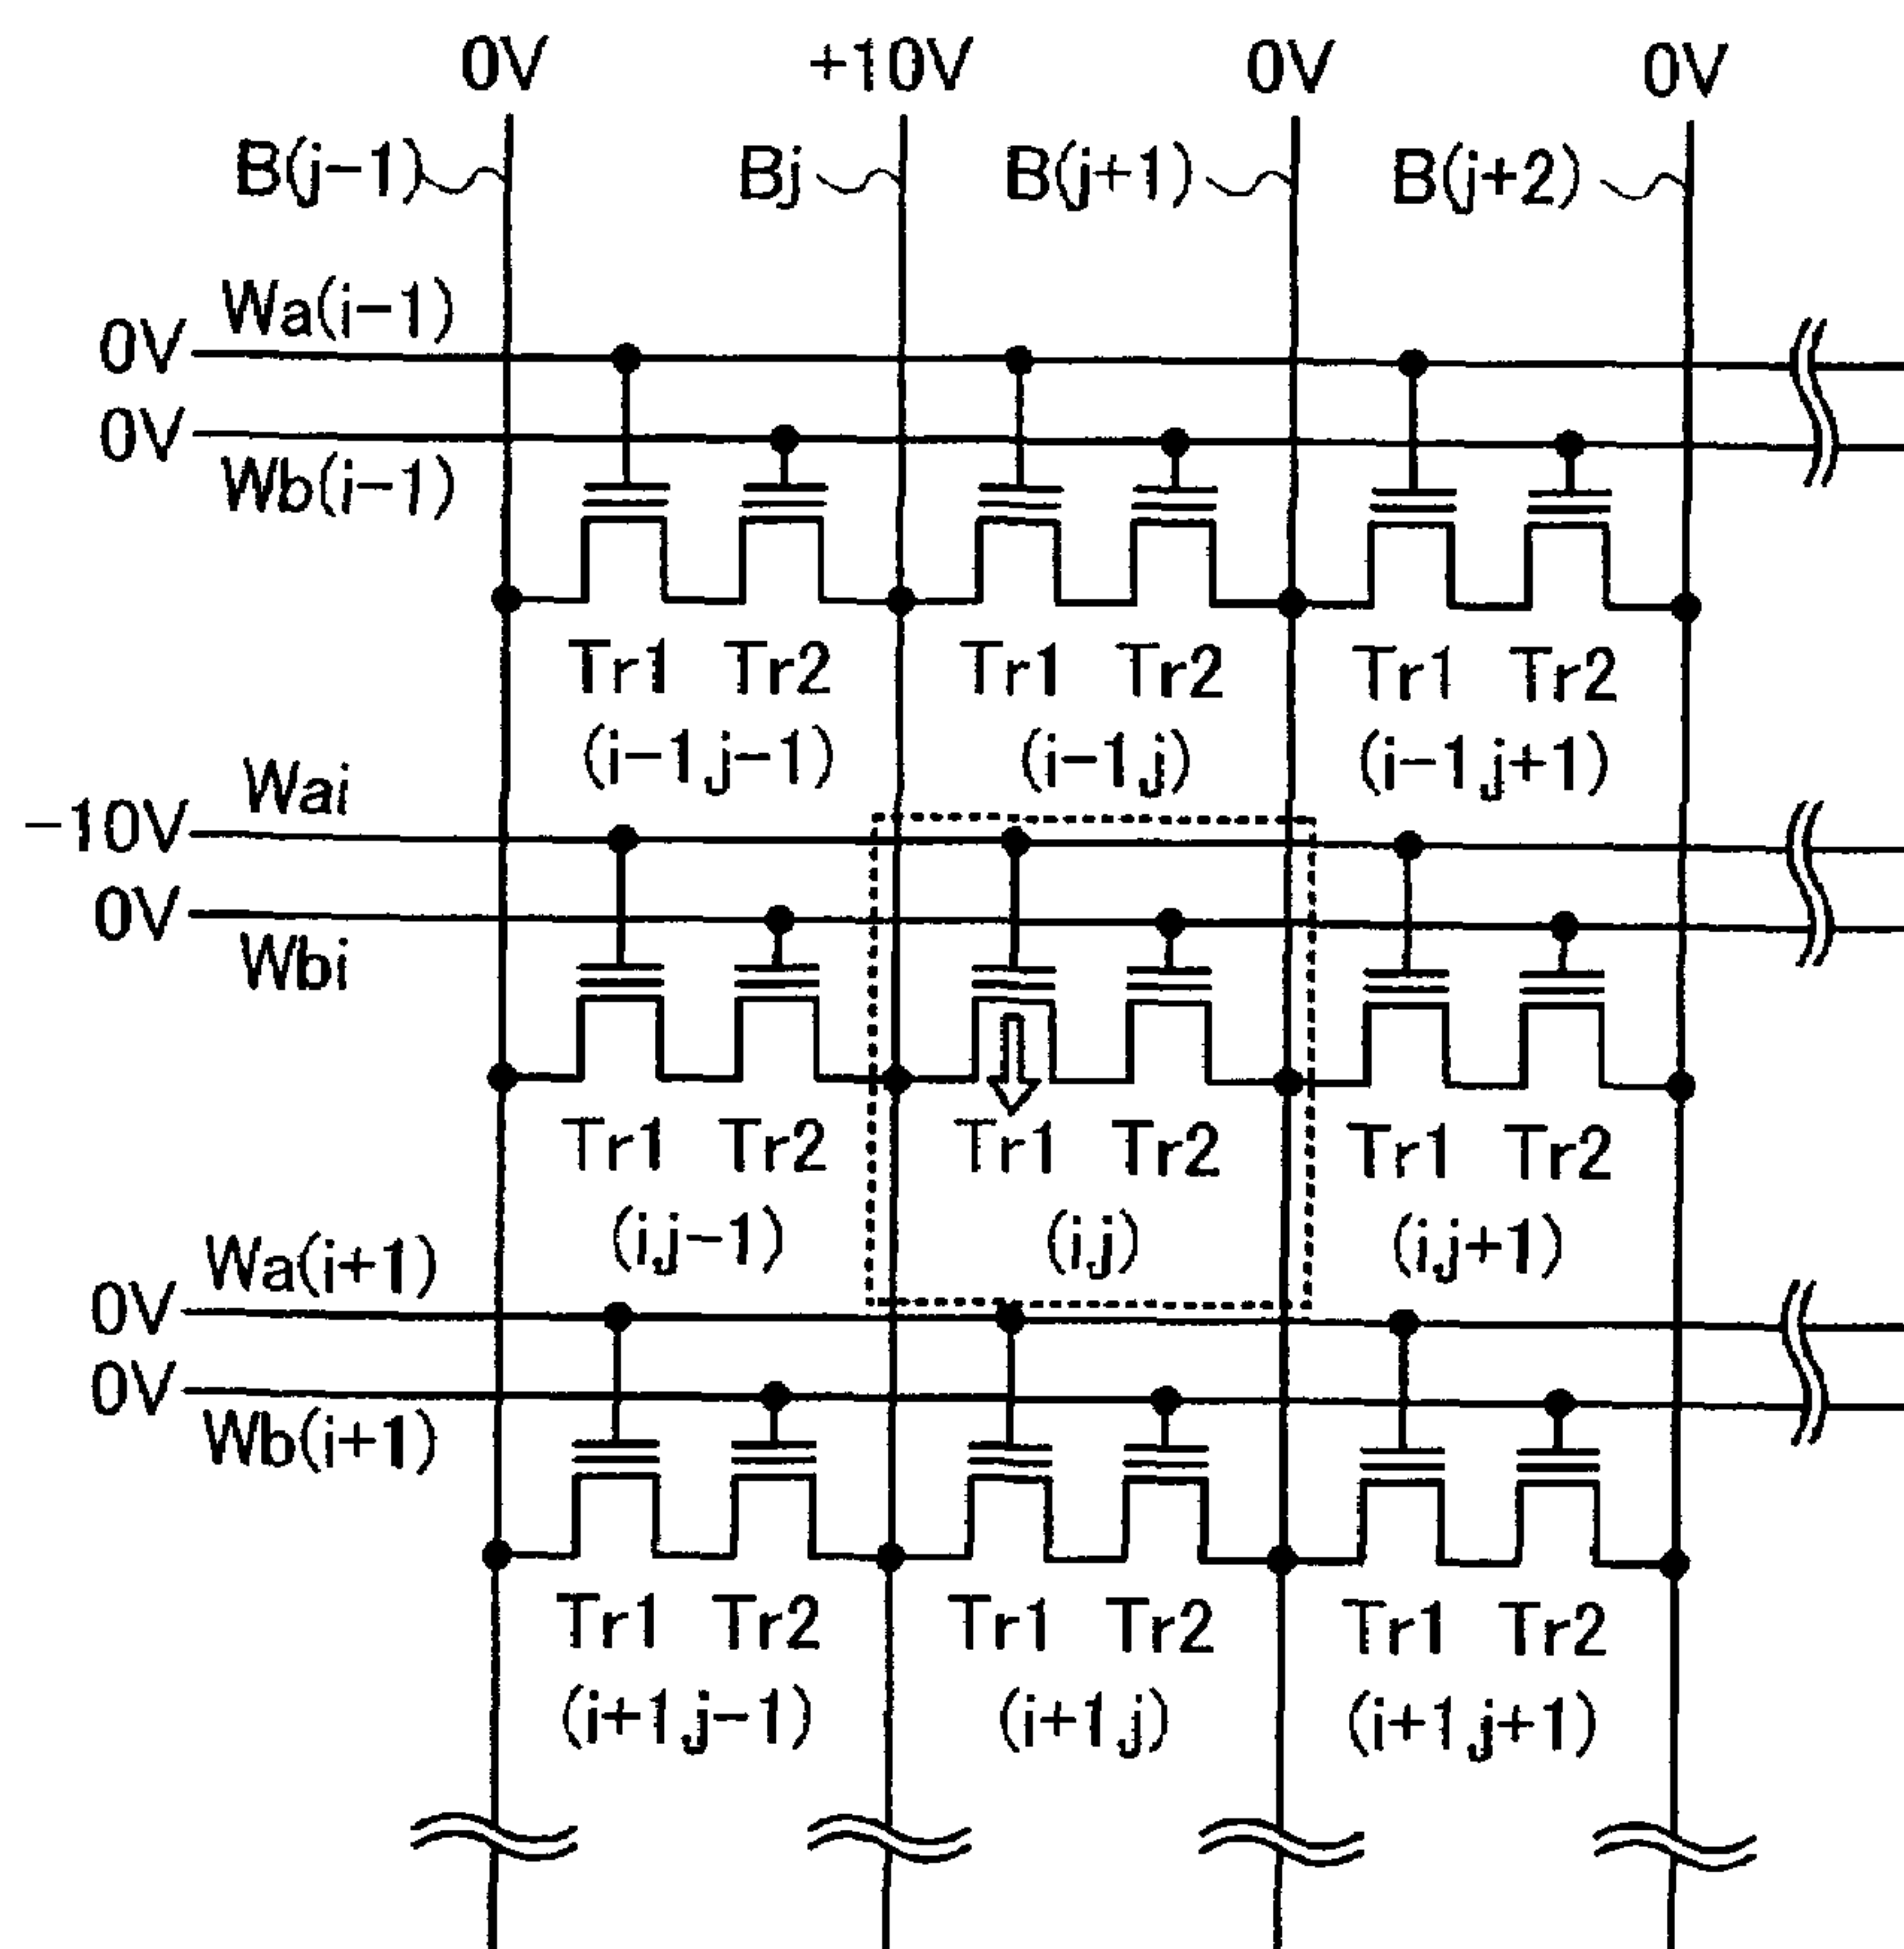 0V +10V 0V 0V
B(j-1) Bj B(j+1) B(j+2)
Wa(i-1)
0V
0V
Wb(i-1)
Tr1 Tr2 Tr1 Tr2 Tr1 Tr2
(i-1,j-1) (i-1,j) (i-1,j+1)
Wai
-10V
0V
Wbi
Tr1 Tr2 Tr1 Tr2 Tr1 Tr2
(i,j-1) (i,j) (i,j+1)
Wa(i+1)
0V
0V
Wb(i+1)
Tr1 Tr2 Tr1 Tr2 Tr1 Tr2
(i+1,j-1) (i+1,j) (i+1,j+1)